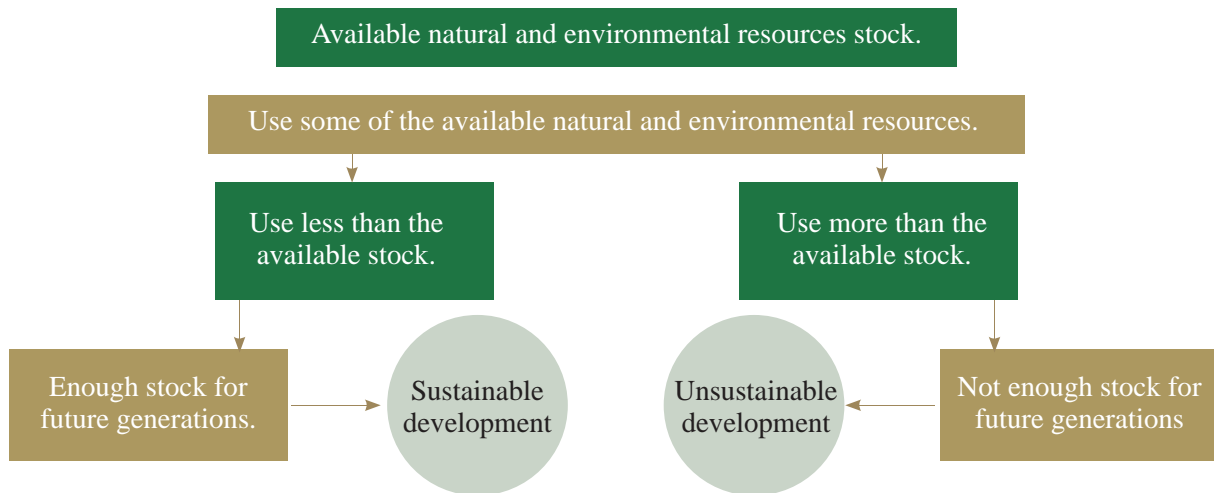 Available natural and environmental resources stock.
Use some of the available natural and environmental resources.
Use less than the
available stock.
Use more than the
available stock.
Enough stock for
future generations.
Sustainable
development
Unsustainable
development
Not enough stock for
future generations